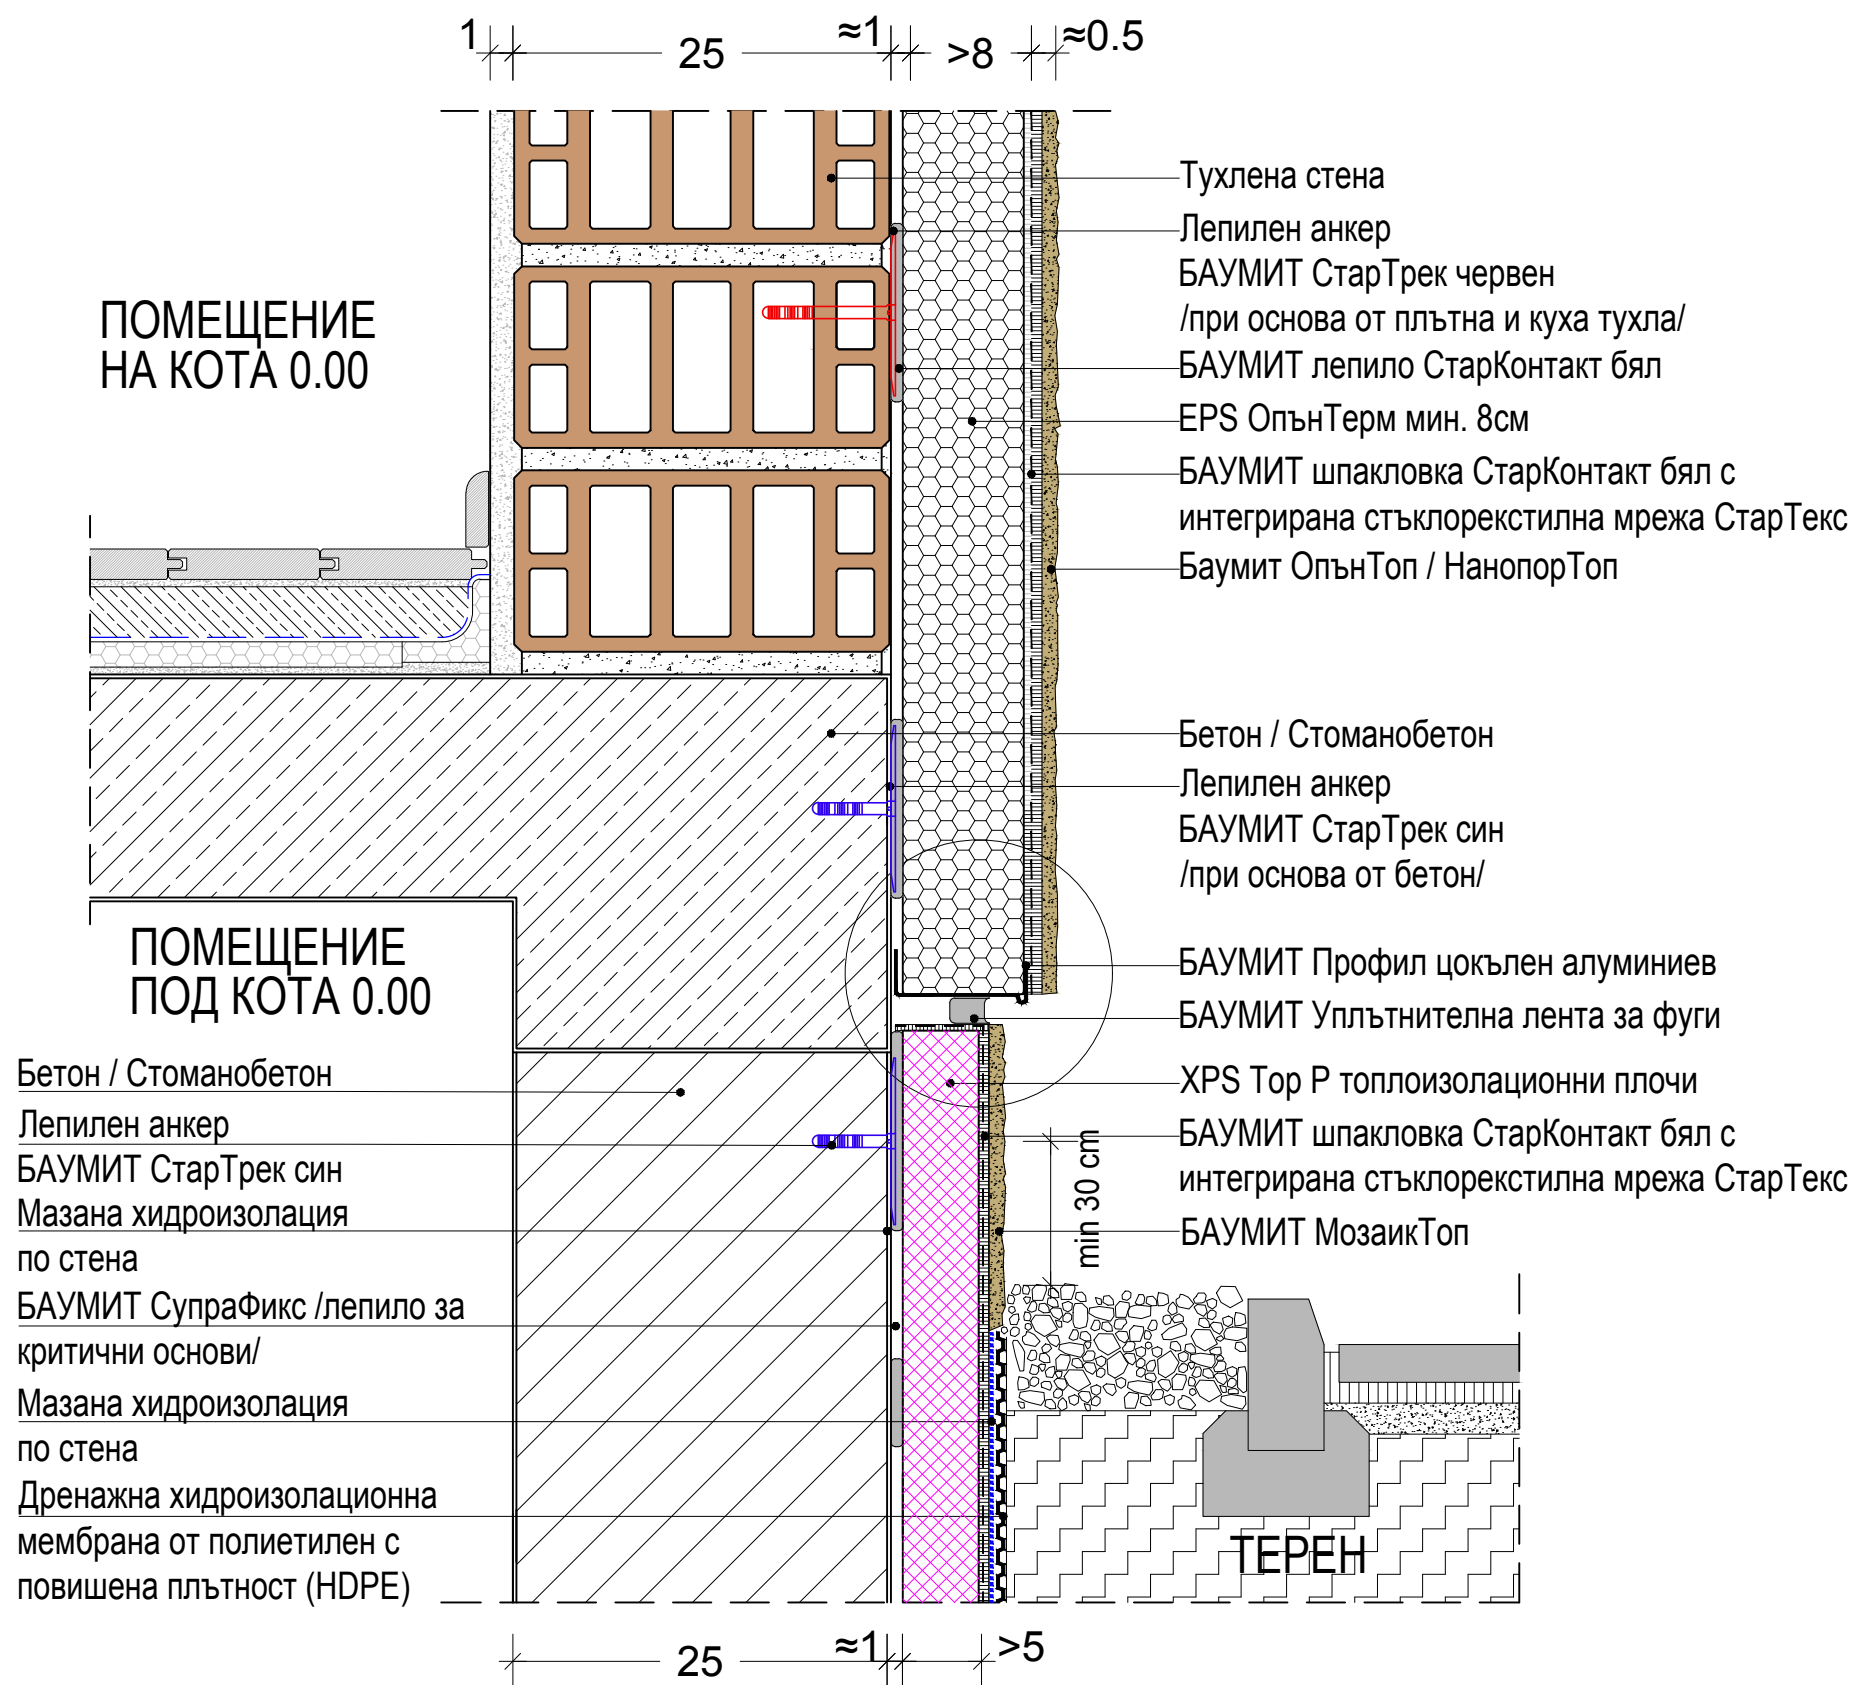 1
25
≈1
>8
≈0.5
Тухлена стена
Лепилен анкер
БАУМИТ СтарТрек червен
/при основа от плътна и куха тухла/
БАУМИТ лепило СтарКонтакт бял
EPS ОпънТерм мин. 8см
БАУМИТ шпакловка СтарКонтакт бял с
интегрирана стъклорекстилна мрежа СтарТекс
Баумит ОпънТоп / НанопорТоп
ПОМЕЩЕНИЕ
НА КОТА 0.00
Бетон / Стоманобетон
Лепилен анкер
БАУМИТ СтарТрек син
/при основа от бетон/
БАУМИТ Профил цокълен алуминиев
БАУМИТ Уплътнителна лента за фуги
XPS Top P топлоизолационни плочи
БАУМИТ шпакловка СтарКонтакт бял с
интегрирана стъклорекстилна мрежа СтарТекс
БАУМИТ МозаикТоп
min 30 cm
ПОМЕЩЕНИЕ
ПОД КОТА 0.00
Бетон / Стоманобетон
Лепилен анкер
БАУМИТ СтарТрек син
Мазана хидроизолация
по стена
БАУМИТ СупраФикс /лепило за
критични основи/
Мазана хидроизолация
по стена
Дренажна хидроизолационна
мембрана от полиетилен с
повишена плътност (HDPE)
ТЕРЕН
25
≈1
>5